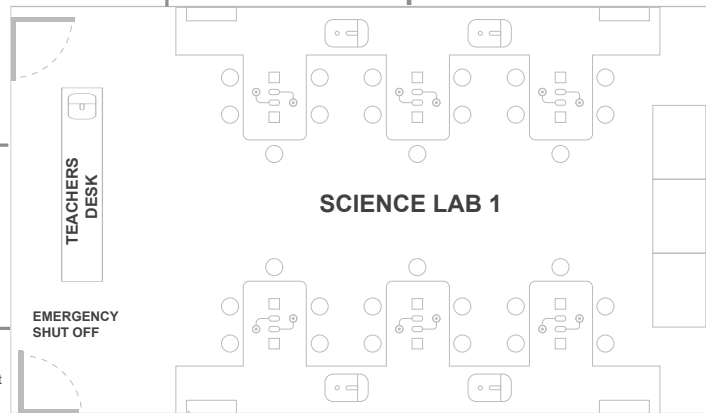 TEACHERS
DESK
SCIENCE LAB 1
EMERGENCY
SHUT OFF
t